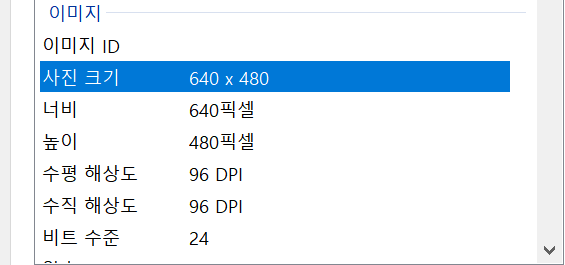 이미지
이미지 ID
사진 크기 640 x 480
너비 640픽셀
높이 480픽셀
수평 해상도 96 DPI
수직 해상도 96 DPI
비트 수준 24